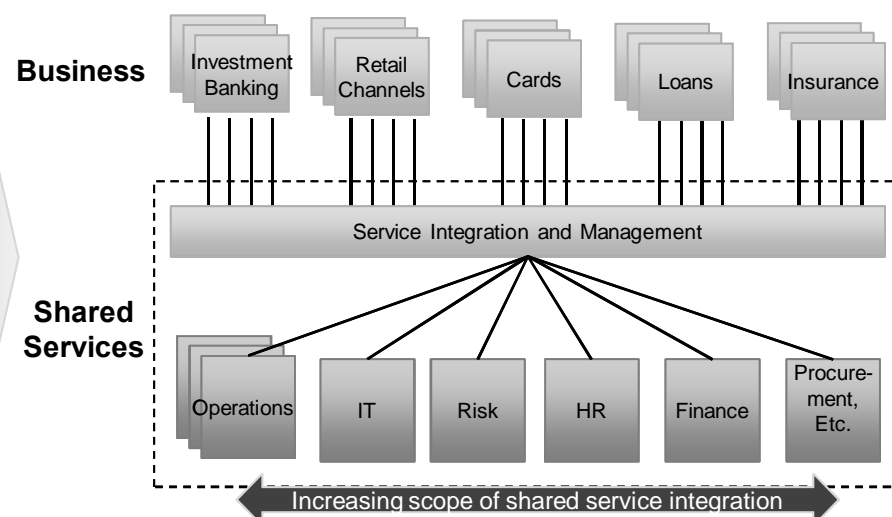 Business
Investment
Banking
Retail
Channels
Cards
Loans
Insurance
Service Integration and Management
Shared
Services
Operations
IT
Risk
HR
Finance
Procure-
ment,
Etc.
Increasing scope of shared service integration